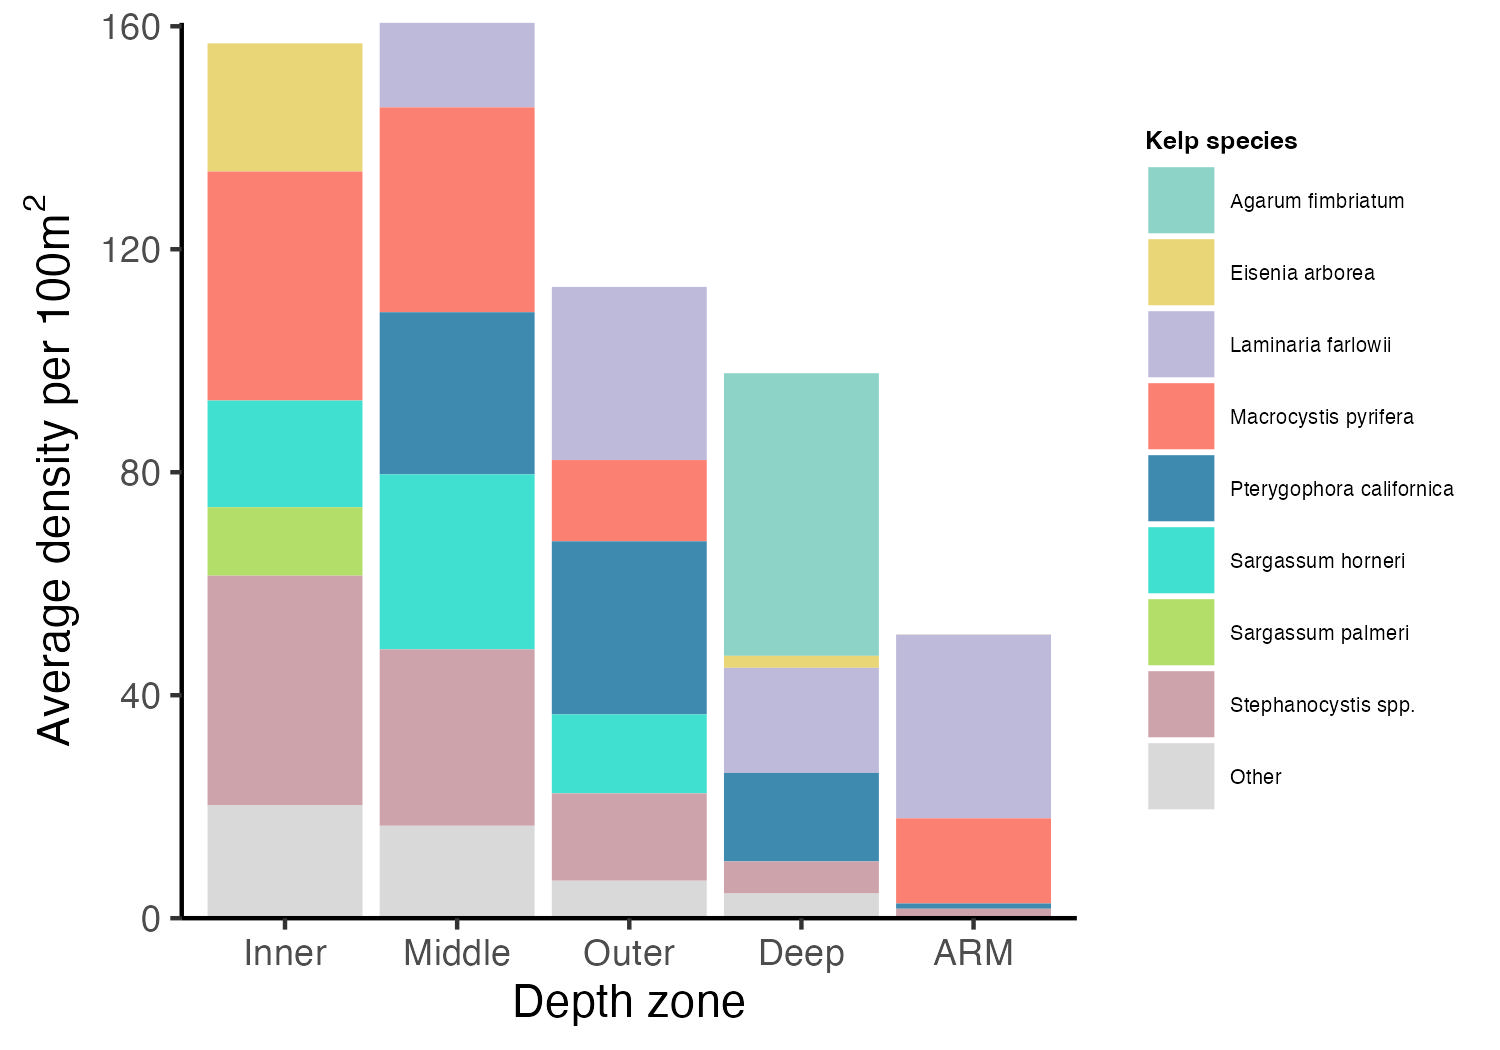 Average density per 100m²
160
120
80
40
0
Inner Middle Outer Deep ARM
Depth zone
Kelp species
Agarum fimbriatum
Eisenia arborea
Laminaria farlowii
Macrocystis pyrifera
Pterygophora californica
Sargassum horneri
Sargassum palmeri
Stephanocystis spp.
Other